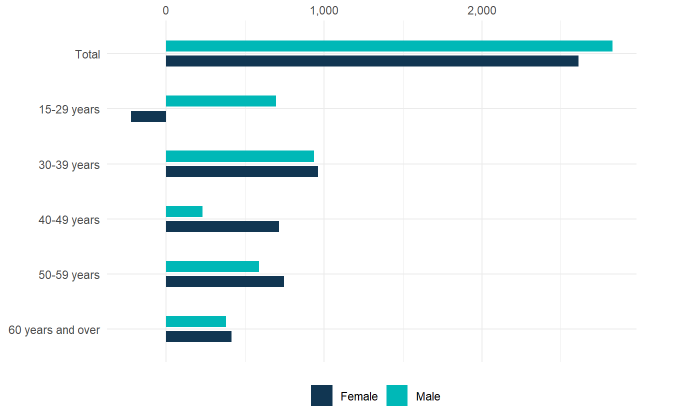 0 1,000 2,000
Total
15-29 years
30-39 years
40-49 years
50-59 years
60 years and over
Female Male